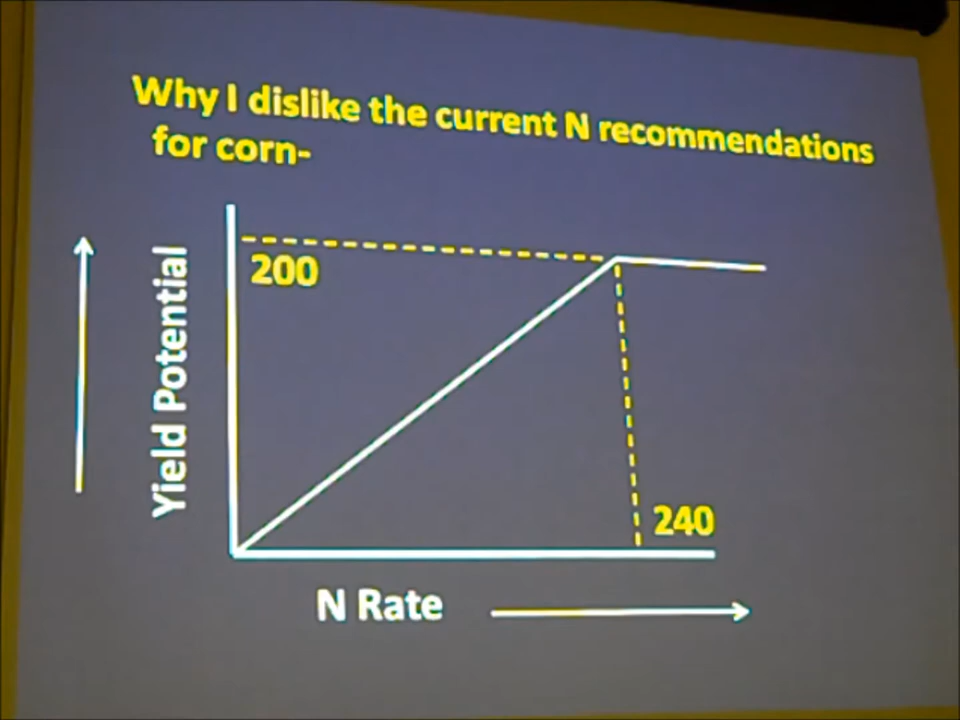 Why I dislike the current N recommendations
for corn-
200
Yield Potential
240
N Rate